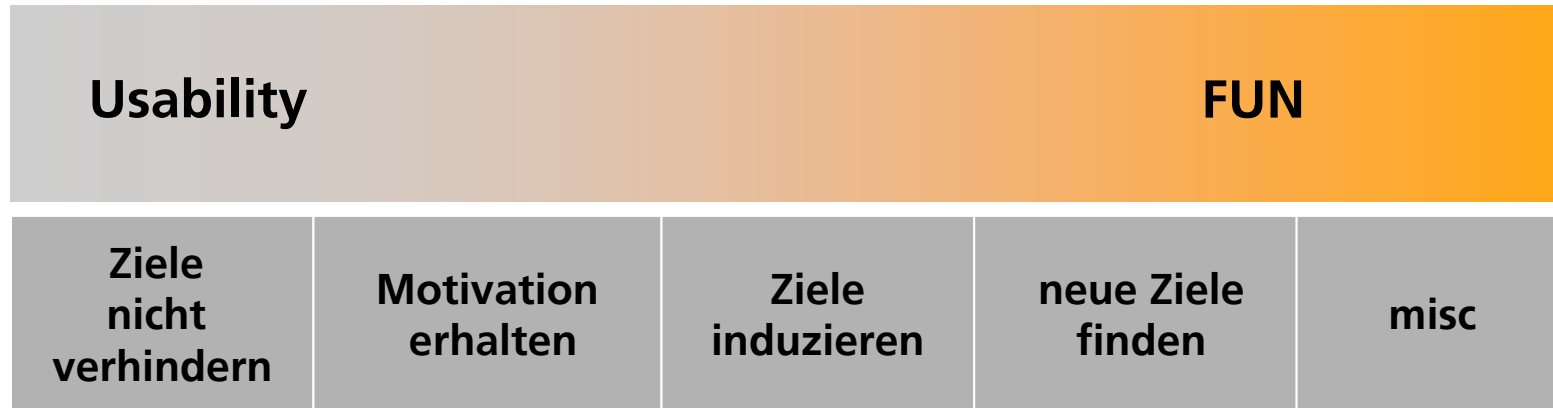 Usability
FUN
Ziele
nicht
verhindern
Motivation
erhalten
Ziele
induzieren
neue Ziele
finden
misc